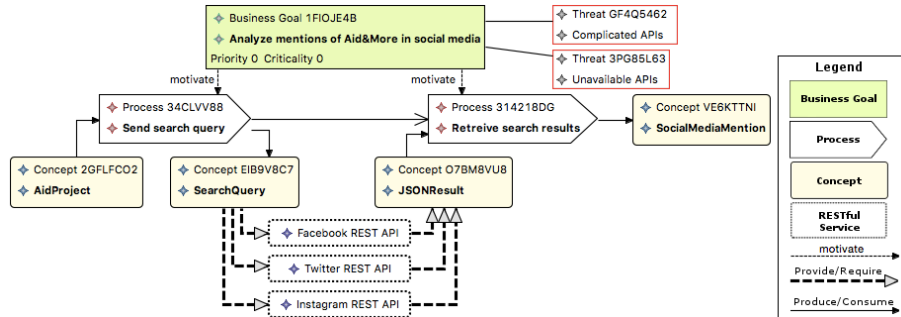 Business Goal 1FIOJE4B
Analyze mentions of Aid&More in social media
Priority 0 Criticality 0
Threat GF4Q5462
Complicated APIs
Threat 3PG85L63
Unavailable APIs
motivate
motivate
Process 34CLVV88
Send search query
Process 314218DG
Retreive search results
Concept VE6KTTNI
SocialMediaMention
Concept 2GFLFCO2
AidProject
Concept EIB9V8C7
SearchQuery
Concept O7BM8VU8
JSONResult
Facebook REST API
Twitter REST API
Instagram REST API
Legend
Business Goal
Process
Concept
RESTful
Service
motivate
Provide/Require
Produce/Consume